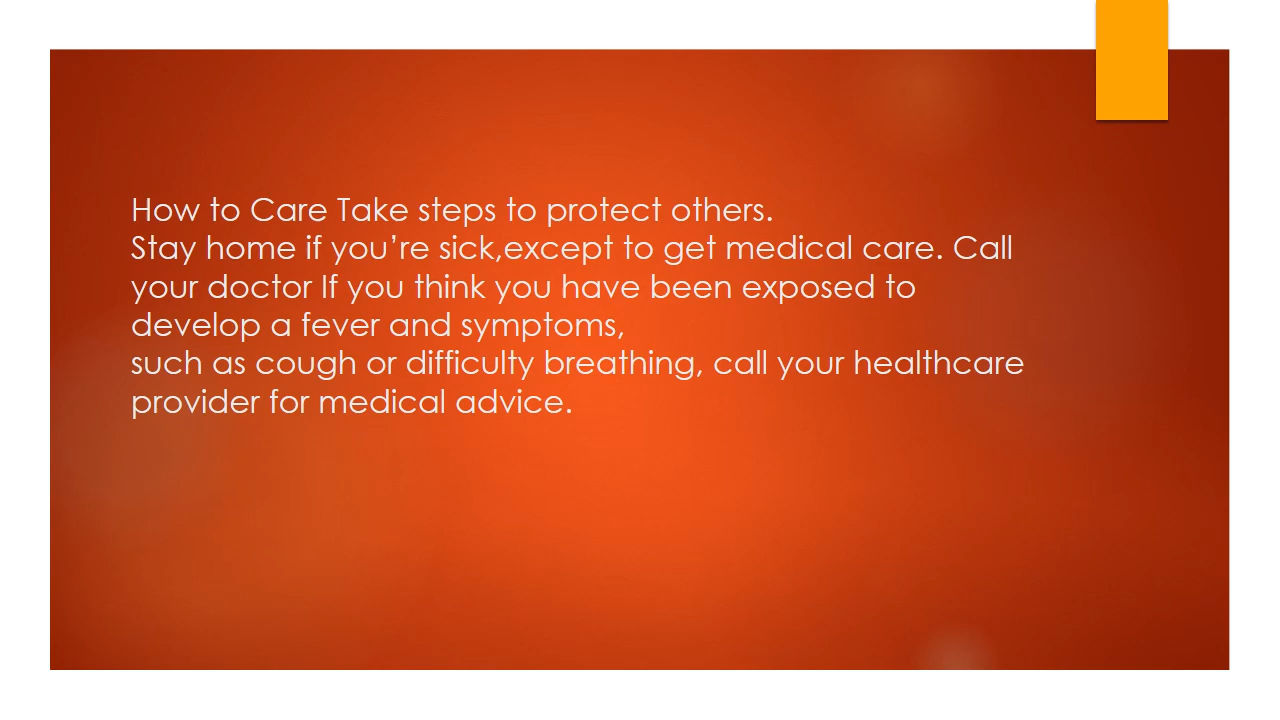 How to Care Take steps to protect others.
Stay home if you’re sick,except to get medical care. Call
your doctor If you think you have been exposed to
develop a fever and symptoms,
such as cough or difficulty breathing, call your healthcare
provider for medical advice.